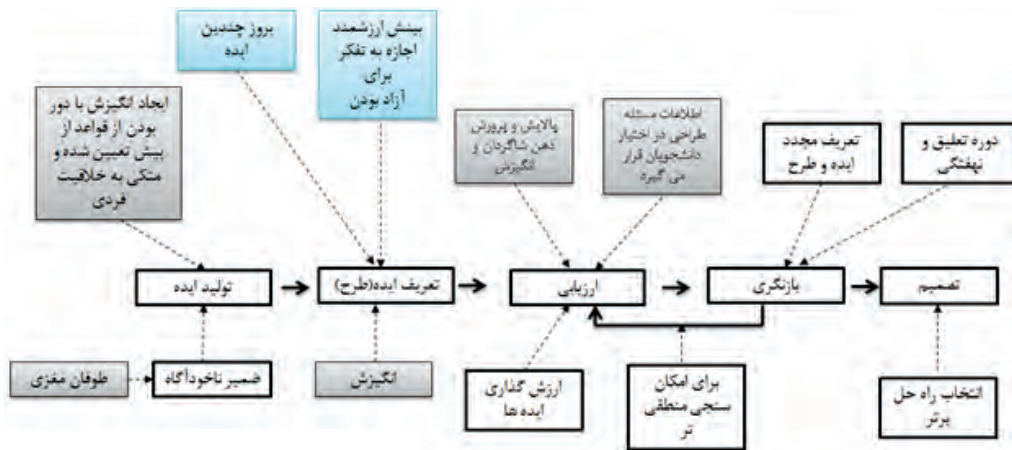 بروز چندین
ایده
بینش ارزشمند
اجازه به تفکر
برای
آزاد بودن
ایجاد انگیزش با دور
بودن از قواعد از
پیش تعیین شده و
متکی به خلاقیت
فردی
پالایش و پرورش
ذهن شاگردان و
انگیزش
اطلاعات مسئله
طراحی در اختیار
دانشجویان قرار
می گیرد
تعریف مجدد
ایده و طرح
دوره تعلیق و
نهفتگی
تولید ایده
تعریف ایده(طرح)
ارزیابی
بازنگری
تصمیم
طوفان مغزی
ضمیر ناخودآگاه
انگیزش
ارزش گذاری
ایده ها
برای امکان
سنجی منطقی
تر
انتخاب راه حل
برتر